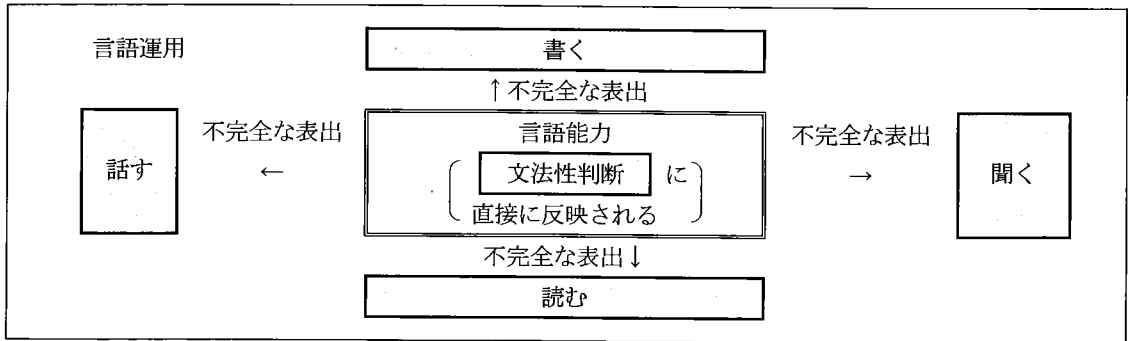 言語運用
書く
↑不完全な表出
不完全な表出
←
話す
言語能力
文法性判断 に
直接に反映される
不完全な表出
→
聞く
不完全な表出↓
読む